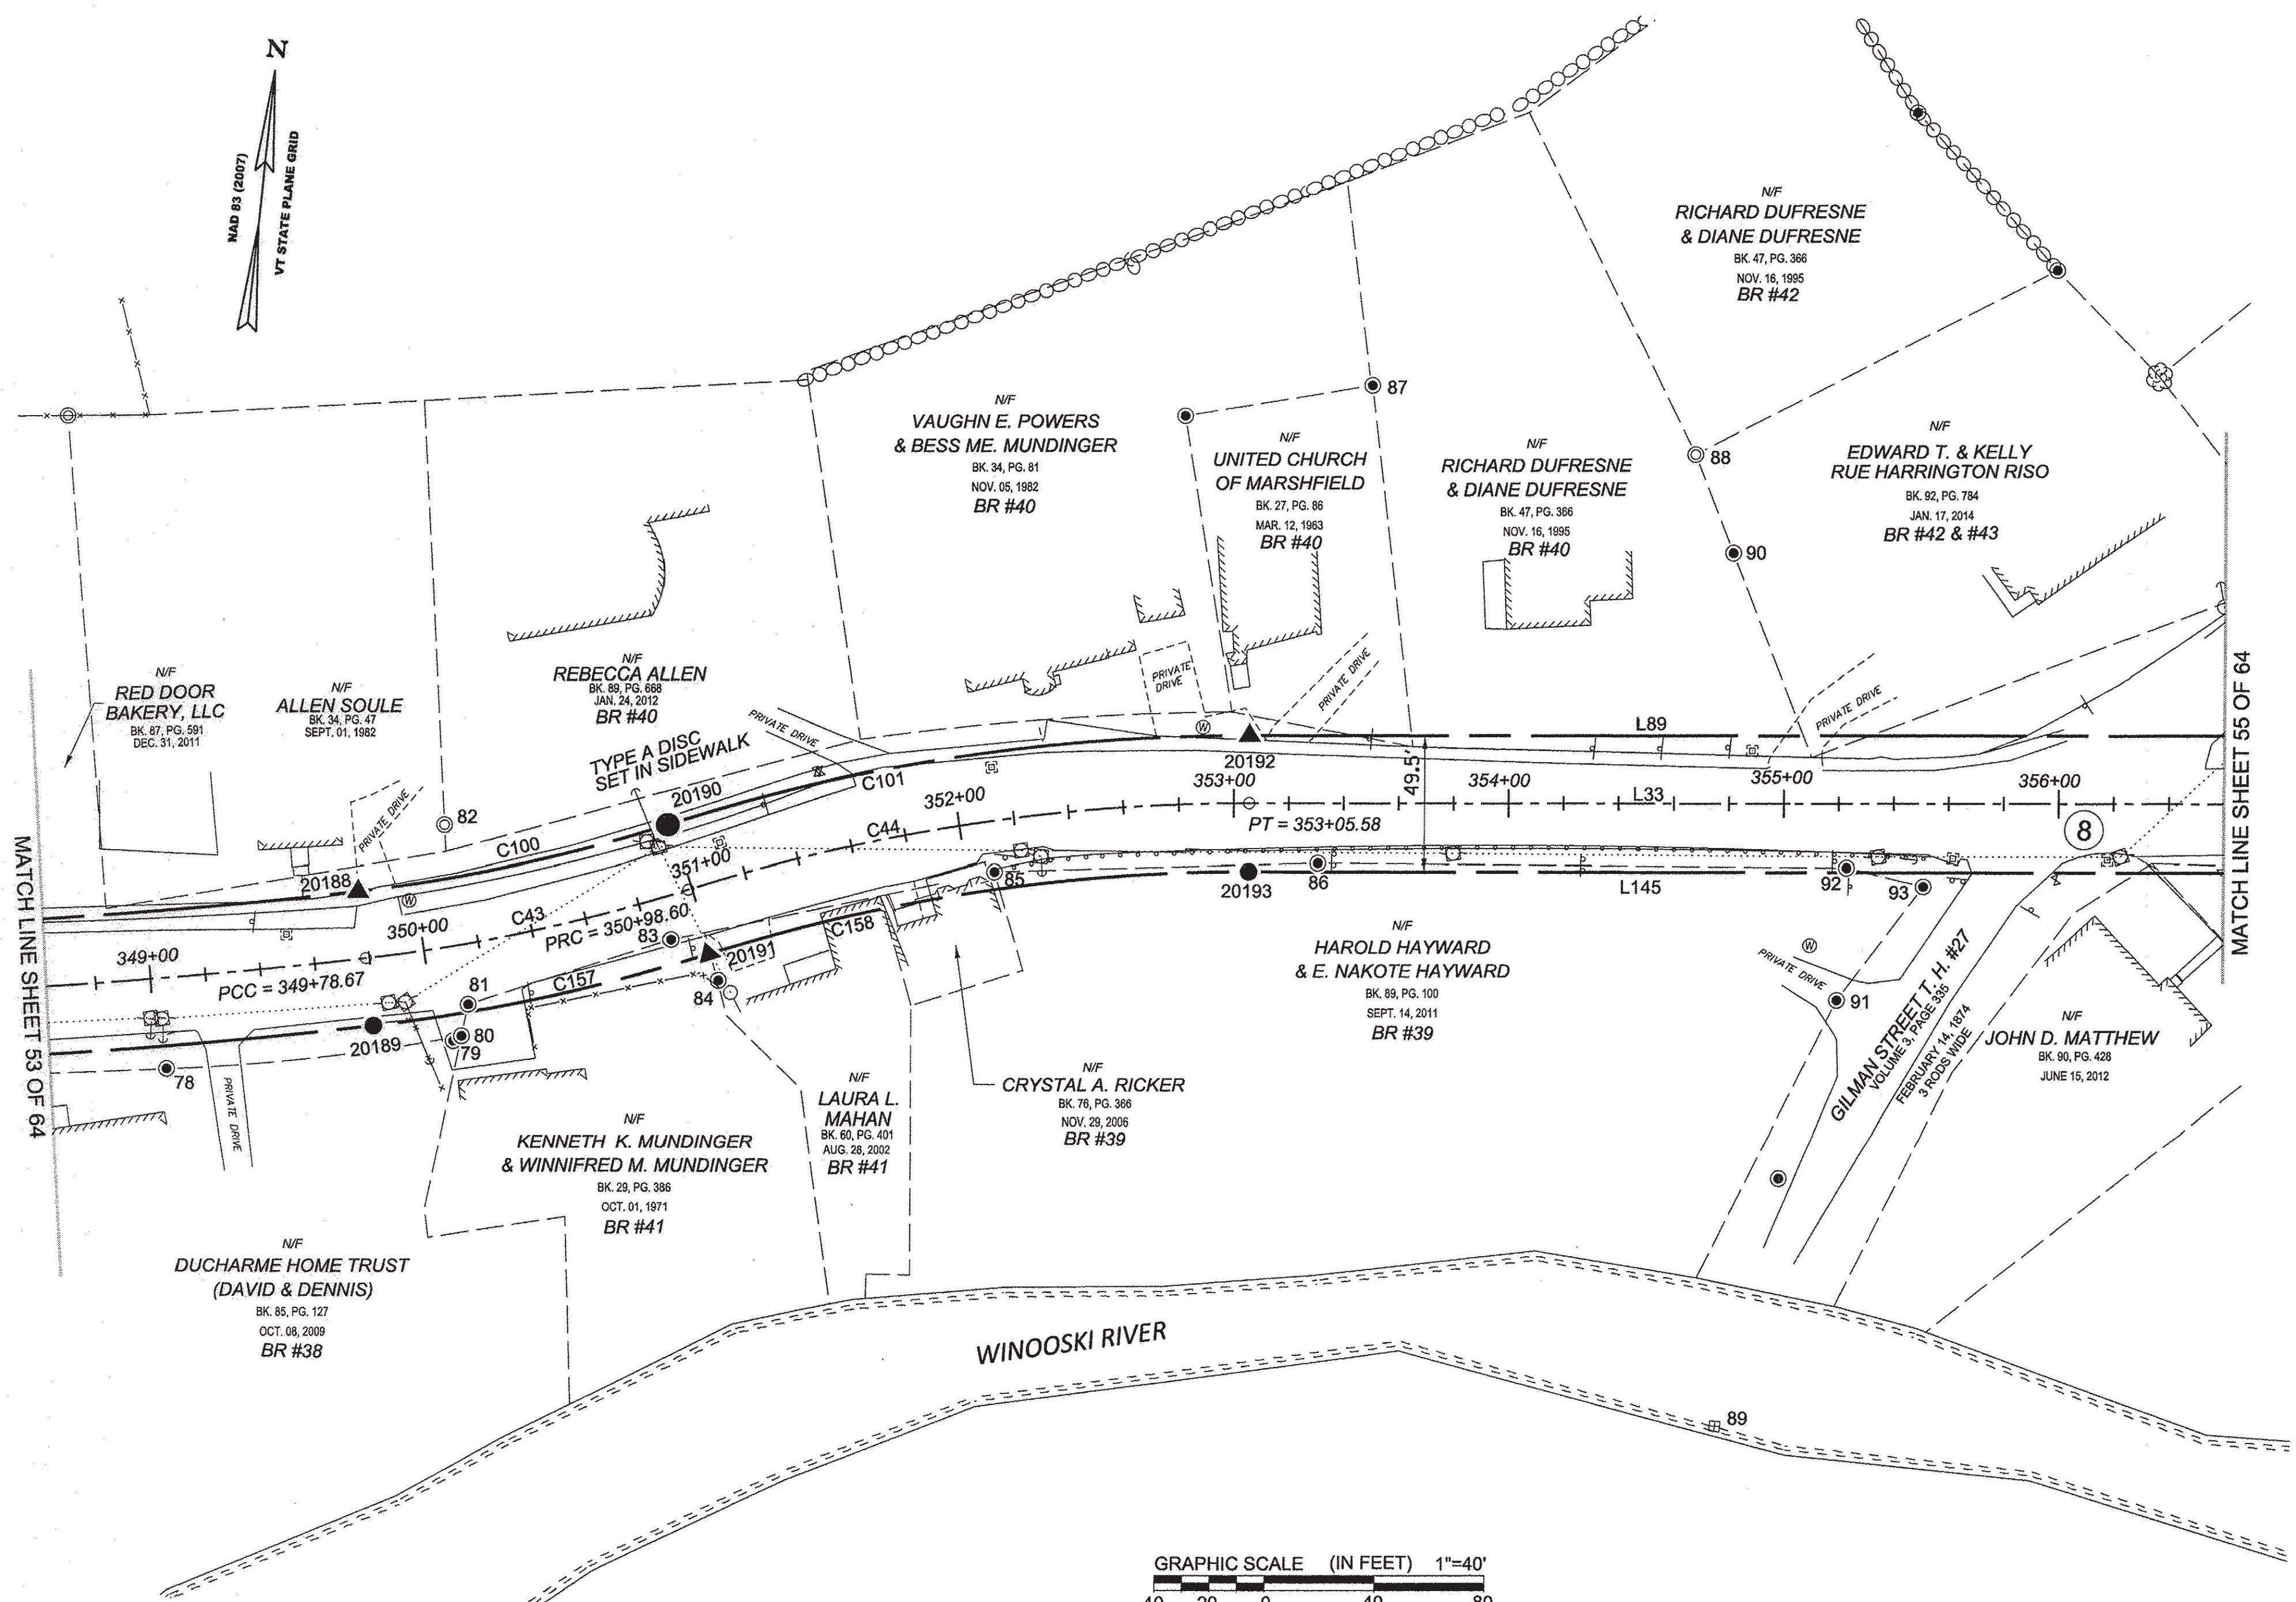 N
NAD 83 (2007)
VT STATE PLANE GRID
N/F
RICHARD DUFRESNE
& DIANE DUFRESNE
BK. 47, PG. 366
NOV. 16, 1995
BR #42
87
N/F
VAUGHN E. POWERS
& BESS ME. MUNDINGER
BK. 34, PG. 81
NOV. 05, 1982
BR #40
N/F
UNITED CHURCH
OF MARSHFIELD
BK. 27, PG. 86
MAR. 12, 1963
BR #40
N/F
RICHARD DUFRESNE
& DIANE DUFRESNE
BK. 47, PG. 366
NOV. 16, 1995
BR #40
88
90
N/F
EDWARD T. & KELLY
RUE HARRINGTON RISO
BK. 92, PG. 784
JAN. 17, 2014
BR #42 & #43
N/F
RED DOOR
BAKERY, LLC
BK. 87, PG. 591
DEC. 31, 2011
N/F
ALLEN SOULE
BK. 34, PG. 47
SEPT. 01, 1982
N/F
REBECCA ALLEN
BK. 89, PG. 668
JAN. 24, 2012
BR #40
PRIVATE DRIVE
PRIVATE
DRIVE
PRIVATE DRIVE
PRIVATE DRIVE
TYPE A DISC
SET IN SIDEWALK
PRIVATE DRIVE
82
W
L89
20192
20190
C101
C100
20188
W
353+00
354+00
355+00
356+00
49.5'
L33
352+00
C44
PT = 353+05.58
8
351+00
C43
350+00
PRC = 350+98.60
349+00
PCC = 349+78.67
MATCH LINE SHEET 53 OF 64
MATCH LINE SHEET 55 OF 64
85
86
20193
L145
92
93
C158
83
20191
84
C157
81
80
79
20189
78
PRIVATE DRIVE
N/F
HAROLD HAYWARD
& E. NAKOTE HAYWARD
BK. 89, PG. 100
SEPT. 14, 2011
BR #39
W
PRIVATE DRIVE
91
GILMAN STREET T. H. #27
VOLUME 3, PAGE 335
FEBRUARY 14, 1874
3 RODS WIDE
N/F
JOHN D. MATTHEW
BK. 90, PG. 428
JUNE 15, 2012
N/F
CRYSTAL A. RICKER
BK. 76, PG. 366
NOV. 29, 2006
BR #39
N/F
LAURA L.
MAHAN
BK. 60, PG. 401
AUG. 28, 2002
BR #41
N/F
KENNETH K. MUNDINGER
& WINNIFRED M. MUNDINGER
BK. 29, PG. 386
OCT. 01, 1971
BR #41
N/F
DUCHARME HOME TRUST
(DAVID & DENNIS)
BK. 85, PG. 127
OCT. 08, 2009
BR #38
WINOOSKI RIVER
89
GRAPHIC SCALE (IN FEET) 1"=40'
40 20 0 40 80